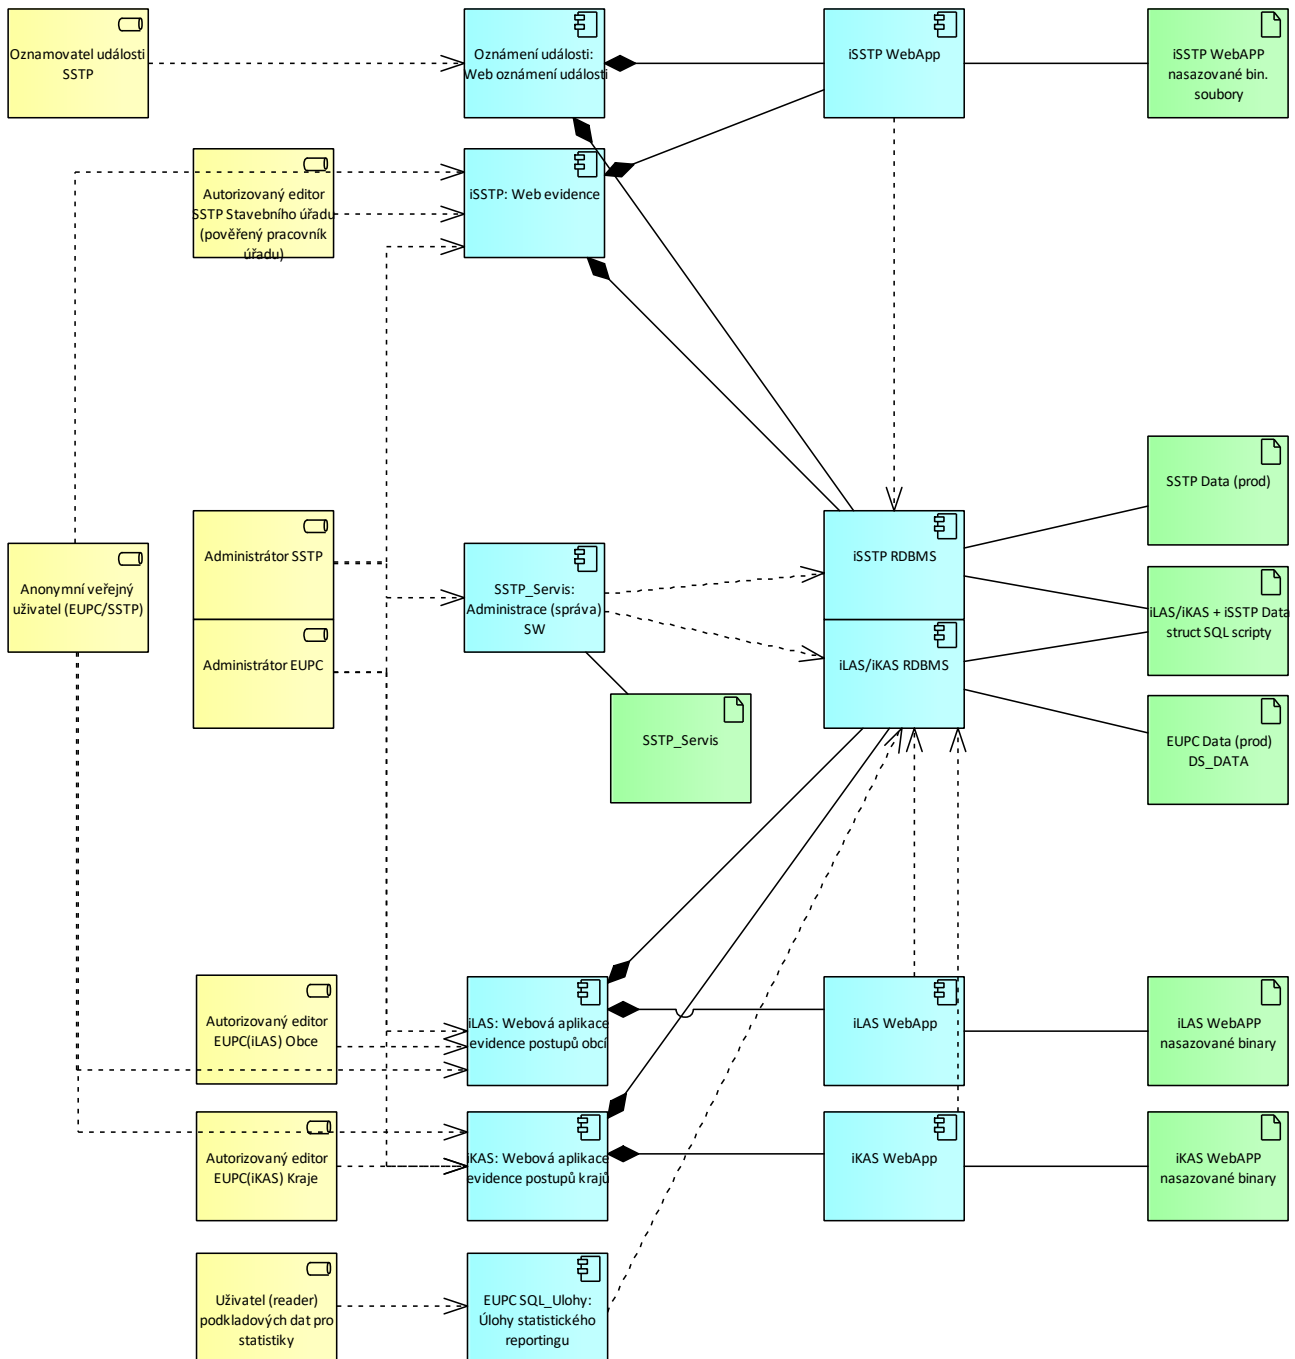 Oznamovatel události
SSTP
Oznámení události:
Web oznámení události
iSSTP WebApp
iSSTP WebAPP
nasazované bin.
soubory
Autorizovaný editor
SSTP Stavebního úřadu
(pověřený pracovník
úřadu)
iSSTP: Web evidence
SSTP Data (prod)
Anonymní veřejný
uživatel (EUPC/SSTP)
Administrátor SSTP
SSTP_Servis:
Administrace (správa)
SW
iSSTP RDBMS
iLAS/iKAS + iSSTP Data
struct SQL scripty
Administrátor EUPC
iLAS/iKAS RDBMS
SSTP_Servis
EUPC Data (prod)
DS_DATA
Autorizovaný editor
EUPC(iLAS) Obce
iLAS: Webová aplikace
evidence postupů obcí
iLAS WebApp
iLAS WebAPP
nasazované binary
Autorizovaný editor
EUPC(iKAS) Kraje
iKAS: Webová aplikace
evidence postupů krajů
iKAS WebApp
iKAS WebAPP
nasazované binary
Uživatel (reader)
podkladových dat pro
statistiky
EUPC SQL_Ulohy:
Úlohy statistického
reportingu